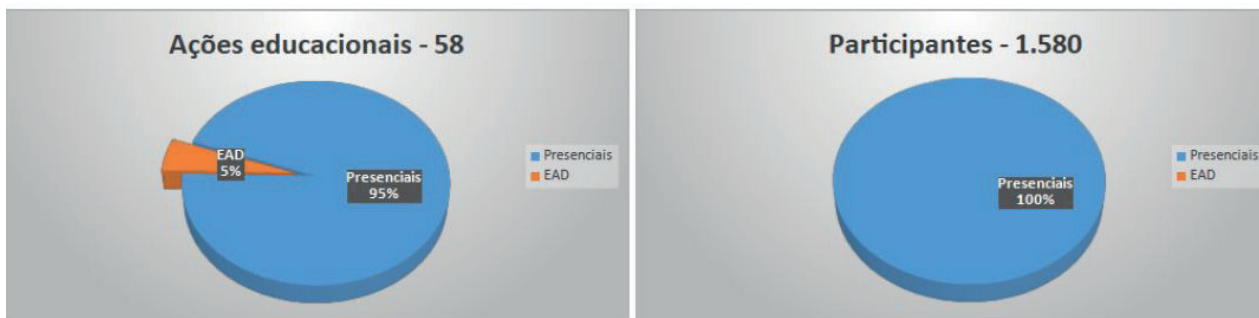 Ações educacionais - 58
EAD
5%
Presenciais
95%
Presenciais
EAD
Participantes - 1.580
Presenciais
100%
Presenciais
EAD